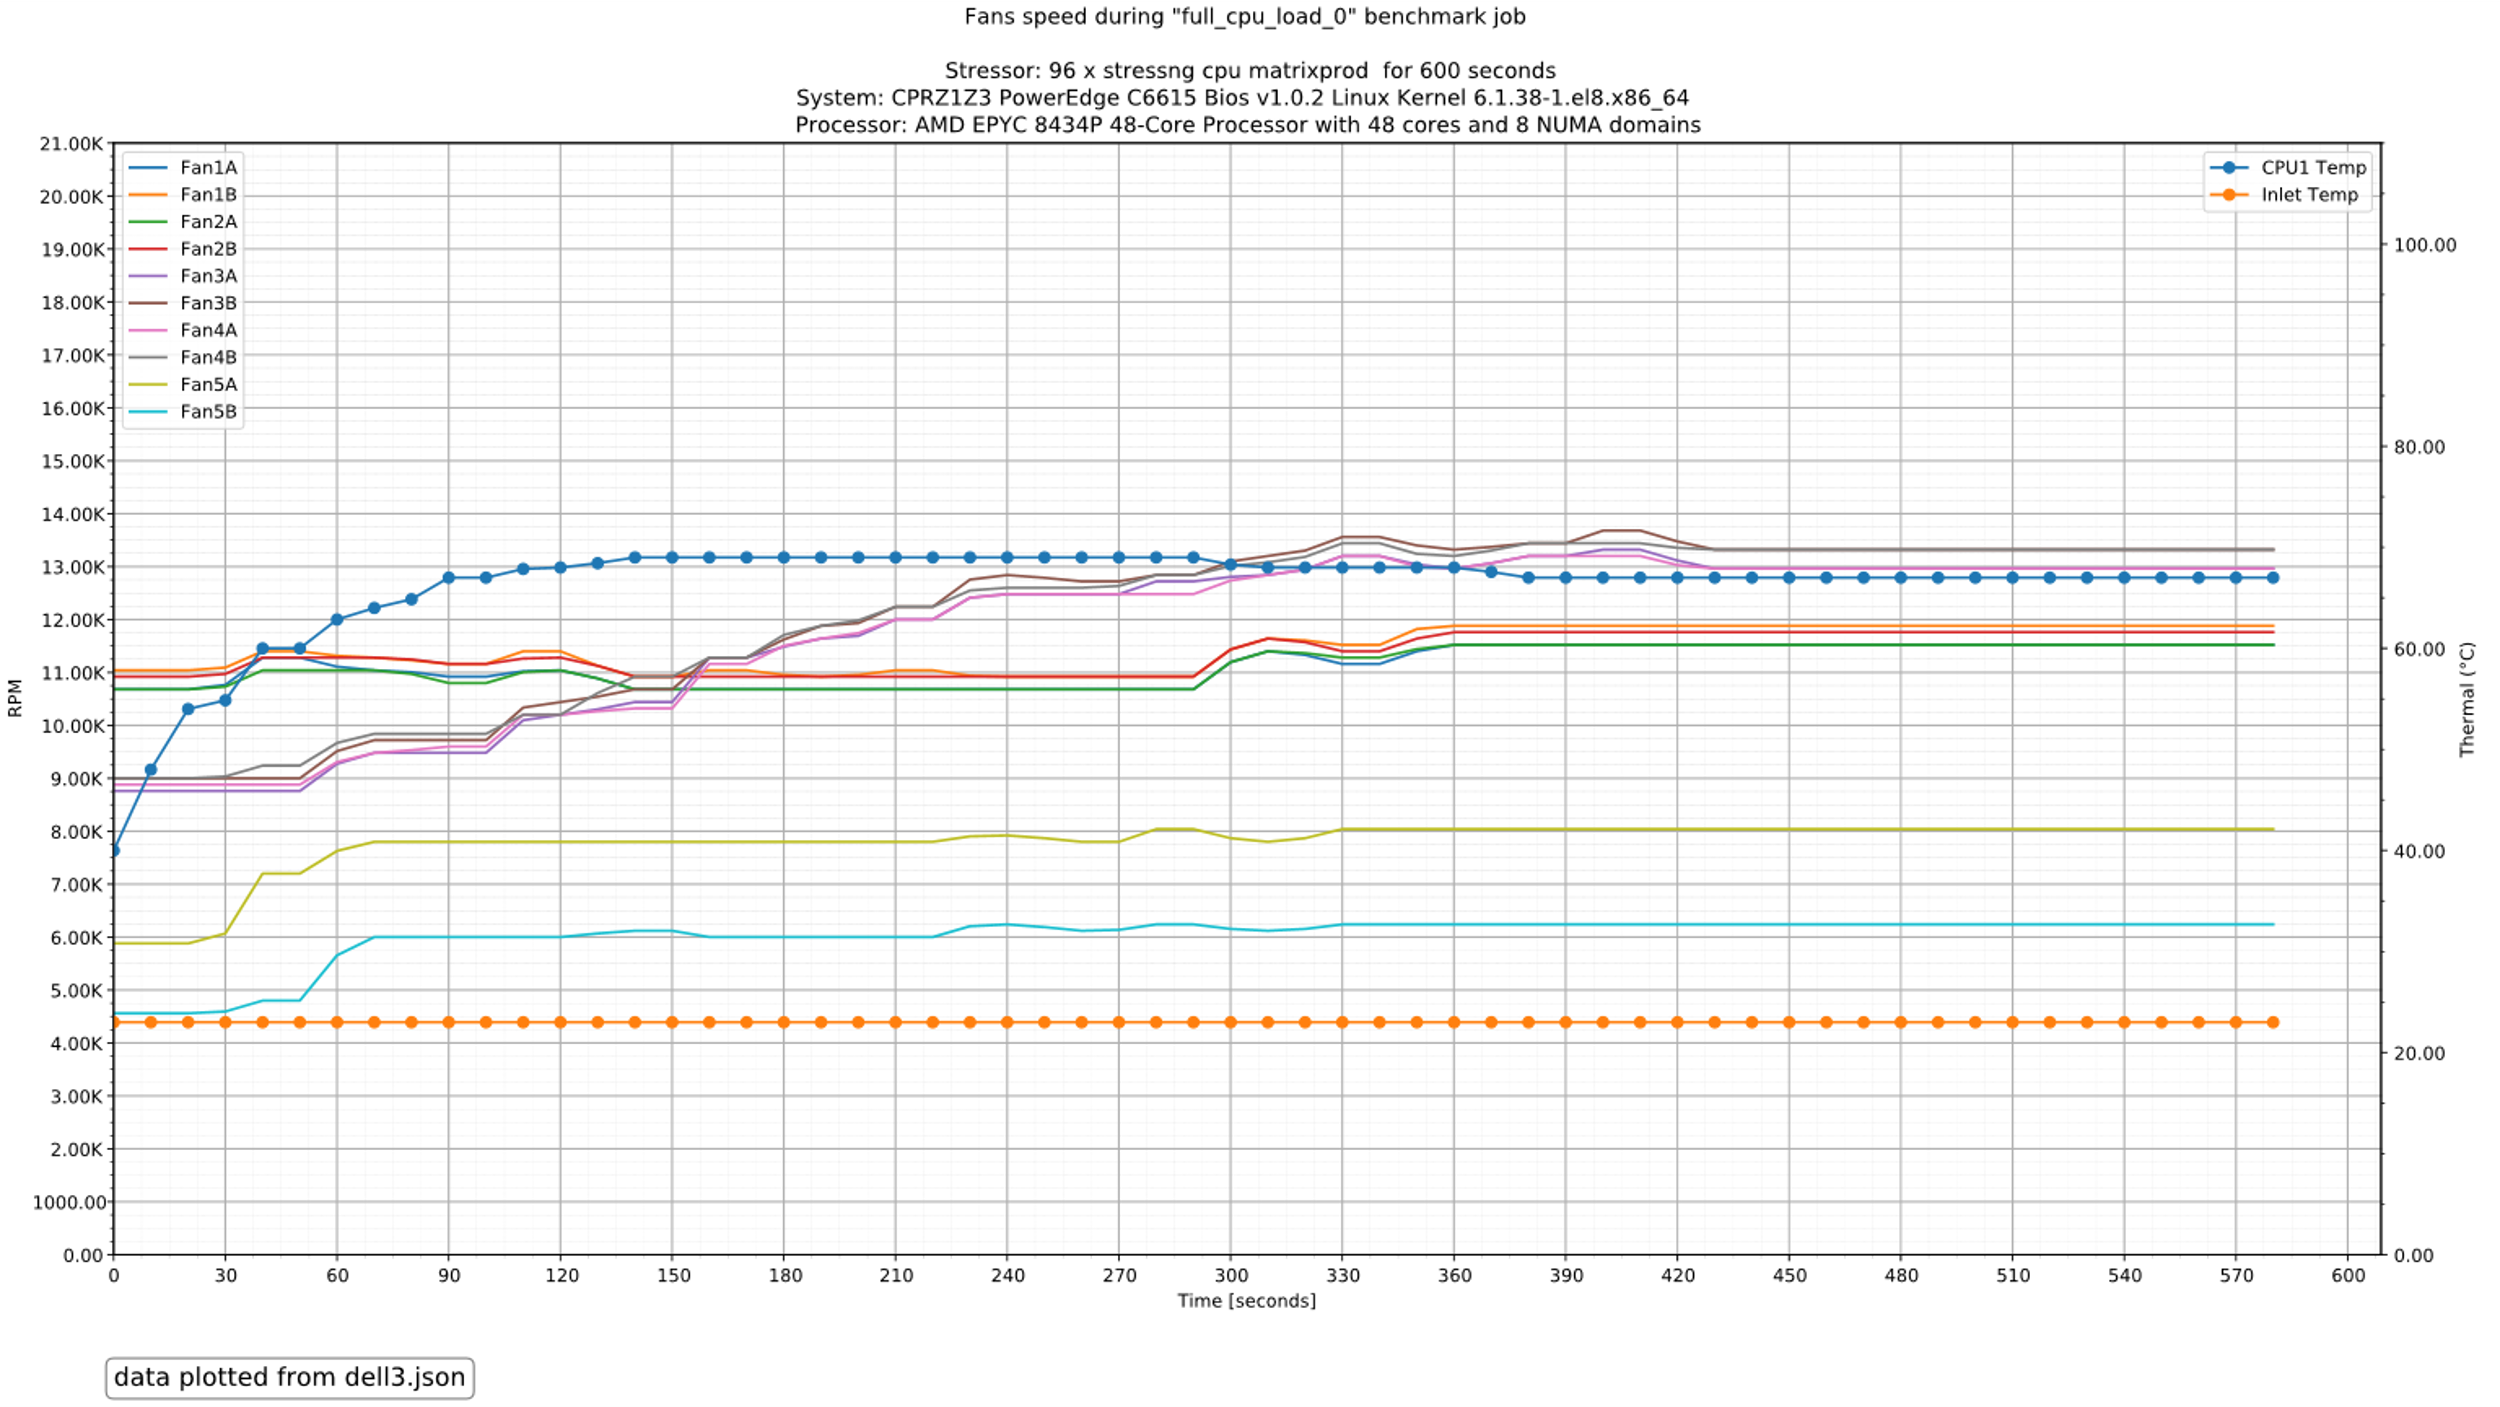 Fans speed during "full_cpu_load_0" benchmark job
Stressor: 96 x stressng cpu matrixprod  for 600 seconds
System: CPRZ1Z3 PowerEdge C6615 Bios v1.0.2 Linux Kernel 6.1.38-1.el8.x86_64
Processor: AMD EPYC 8434P 48-Core Processor with 48 cores and 8 NUMA domains
21.00K
20.00K
19.00K
18.00K
17.00K
16.00K
15.00K
14.00K
13.00K
12.00K
11.00K
10.00K
9.00K
8.00K
7.00K
6.00K
5.00K
4.00K
3.00K
2.00K
1000.00
0.00
RPM
Fan1A
Fan1B
Fan2A
Fan2B
Fan3A
Fan3B
Fan4A
Fan4B
Fan5A
Fan5B
CPU1 Temp
Inlet Temp
100.00
80.00
60.00
40.00
20.00
0.00
Thermal (°C)
0 30 60 90 120 150 180 210 240 270 300 330 360 390 420 450 480 510 540 570 600
Time [seconds]
data plotted from dell3.json